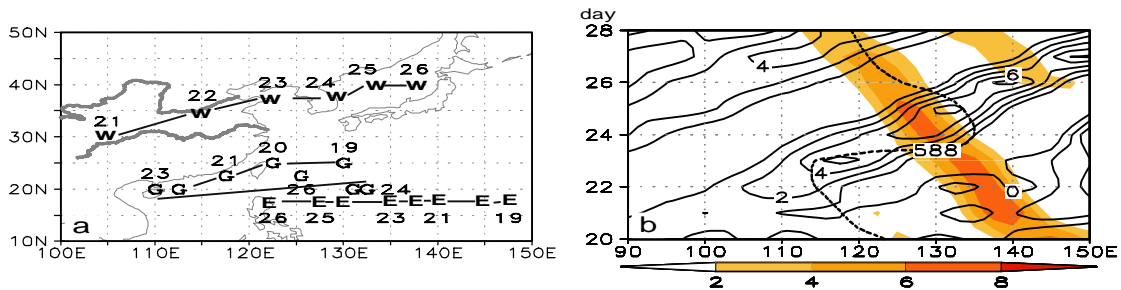 50N
40N
30N
20N
10N
25 26
23 24
22
21
W W W W W W
20 19
21
23
G G G G G G G
26 24
E E E E E E E E
26 25 23 21 19
a
100E 110E 120E 130E 140E 150E
day
28
26
24
22
20
4
6
588
4
2
0
b
90 100 110 120 130 140 150E
2 4 6 8